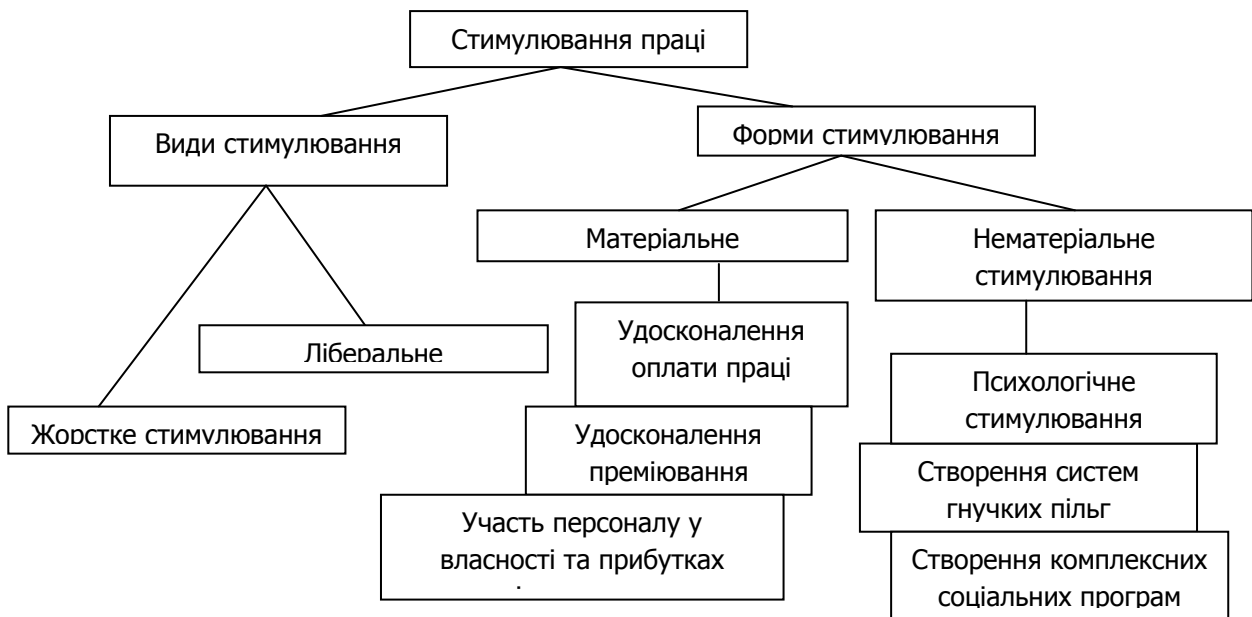 Стимулювання праці
Види стимулювання
Форми стимулювання
Матеріальне
Нематеріальне
стимулювання
Ліберальне
Жорстке стимулювання
Удосконалення
оплати праці
Удосконалення
преміювання
Участь персоналу у
власності та прибутках
Психологічне
стимулювання
Створення систем
гнучких пільг
Створення комплексних
соціальних програм